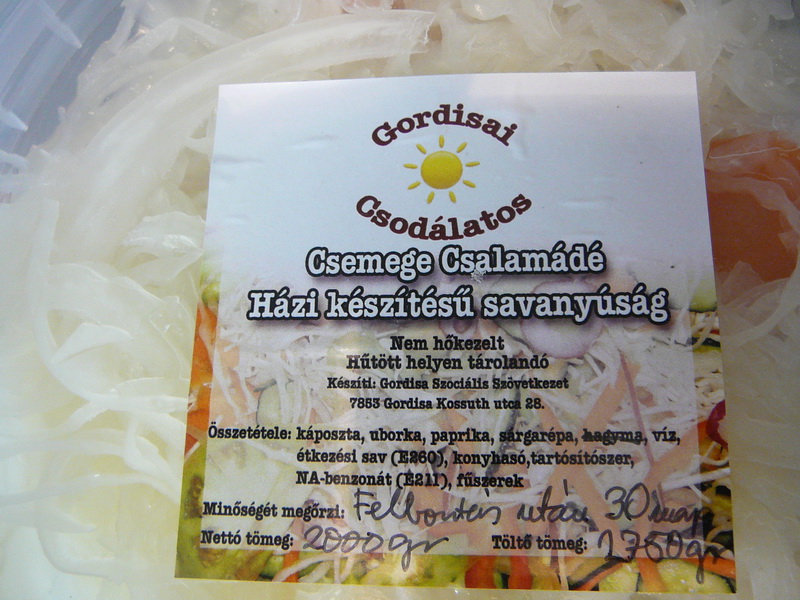 Gordisai
Csodálatos
Csemege Csalamádé
Házi készítésű savanyúság
Nem hőkezelt
Hűtött helyen tárolandó
Készíti: Gordisa Szociális Szövetkezet
7853 Gordisa Kossuth utca 28.
Összetétele: káposzta, uborka, paprika, sárgarépa, hagyma, víz,
étkezési sav (E260), konyhasó,tartósítószer,
NA-benzonát (E211), fűszerek
Minőségét megőrzi: Felbontás után 30 nap
Nettó tömeg: 2000gr Töltő tömeg: 1750gr